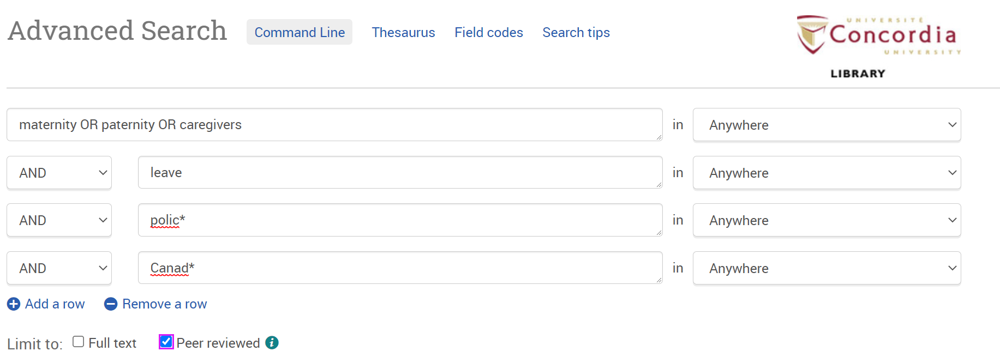 Advanced Search Command Line Thesaurus Field codes Search tips
UNIVERSITÉ
Concordia
UNIVERSITY
LIBRARY
maternity OR paternity OR caregivers in Anywhere
AND leave in Anywhere
AND polic* in Anywhere
AND Canad* in Anywhere
Add a row Remove a row
Limit to: Full text Peer reviewed i